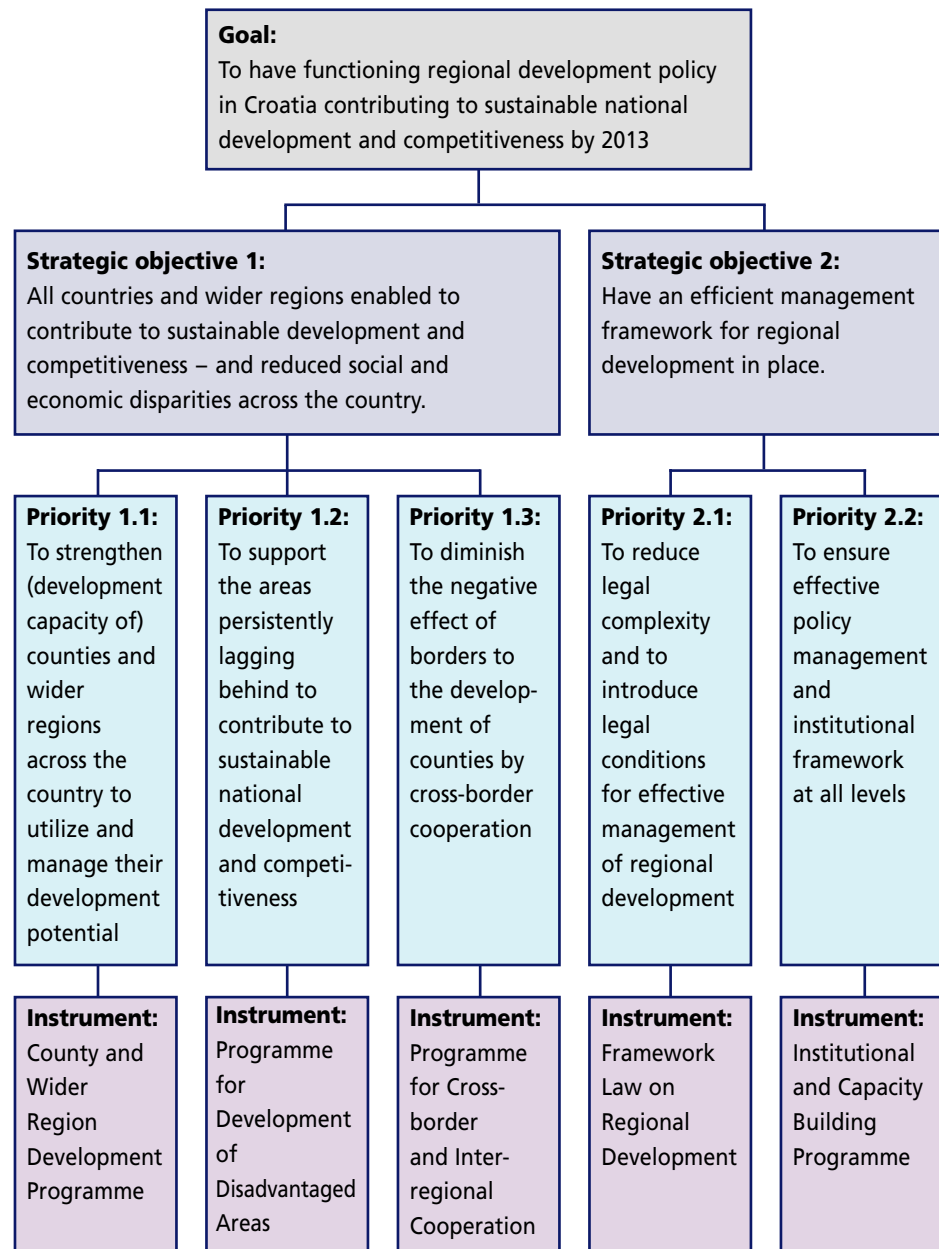 Goal:
To have functioning regional development policy
in Croatia contributing to sustainable national
development and competitiveness by 2013
Strategic objective 1:
All countries and wider regions enabled to
contribute to sustainable development and
competitiveness – and reduced social and
economic disparities across the country.
Strategic objective 2:
Have an efficient management
framework for regional
development in place.
Priority 1.1:
To strengthen
(development
capacity of)
counties and
wider
regions
across the
country to
utilize and
manage their
development
potential
Priority 1.2:
To support
the areas
persistently
lagging
behind to
contribute to
sustainable
national
development
and competi-
tiveness
Priority 1.3:
To diminish
the negative
effect of
borders to
the develop-
ment of
counties by
cross-border
cooperation
Priority 2.1:
To reduce
legal
complexity
and to
introduce
legal
conditions
for effective
management
of regional
development
Priority 2.2:
To ensure
effective
policy
management
and
institutional
framework
at all levels
Instrument:
County and
Wider
Region
Development
Programme
Instrument:
Programme
for
Development
of
Disadvantaged
Areas
Instrument:
Programme
for Cross-
border
and Inter-
regional
Cooperation
Instrument:
Framework
Law on
Regional
Development
Instrument:
Institutional
and Capacity
Building
Programme